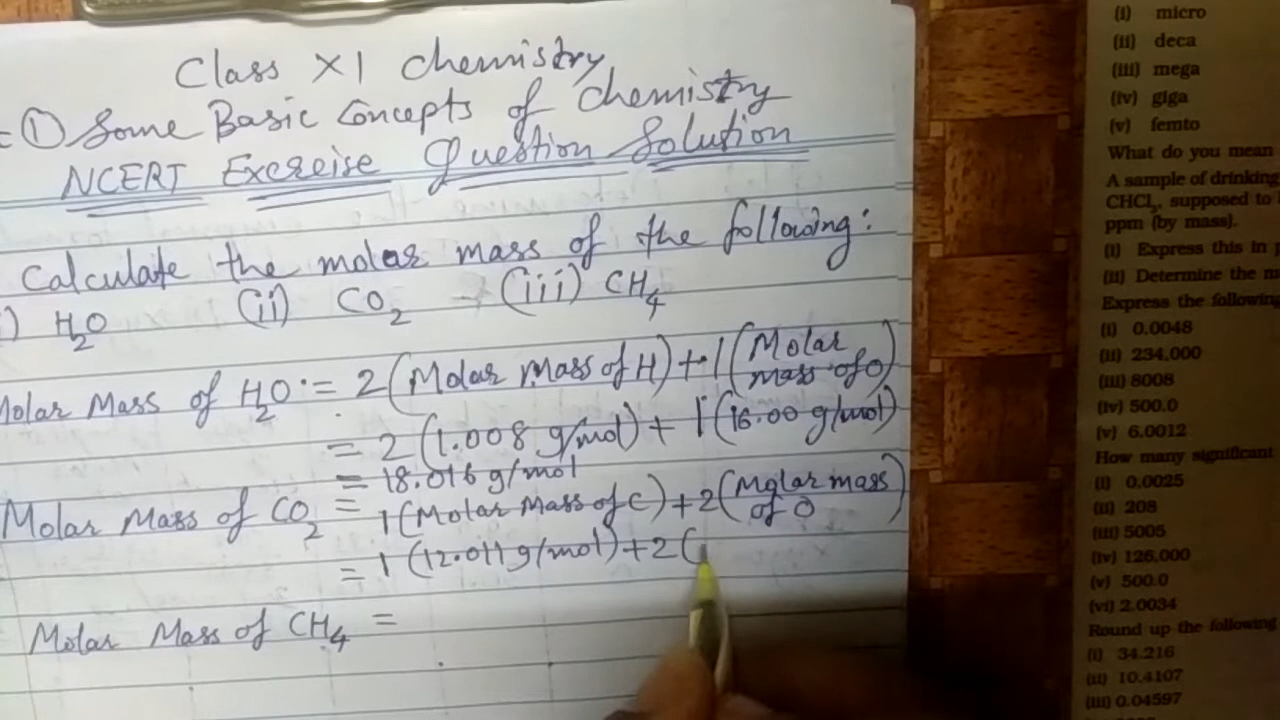 Class XI Chemistry
= ① Some Basic Concepts of Chemistry
NCERT Exercise Question Solution
Calculate the molar mass of the following:
i) H₂O (ii) CO₂ (iii) CH₄
Molar Mass of H₂O = 2 (Molar Mass of H) + 1 (Molar mass of O)
= 2 (1.008 g/mol) + 1 (16.00 g/mol)
= 18.016 g/mol
Molar Mass of CO₂ = 1 (Molar Mass of C) + 2 (Molar mass of O)
= 1 (12.011 g/mol) + 2 (
Molar Mass of CH₄ =
(i) micro
(ii) deca
(iii) mega
(iv) giga
(v) femto
What do you mean
A sample of drinking
CHCl₃, supposed to
ppm (by mass).
(i) Express this in
(ii) Determine the
Express the following
(i) 0.0048
(ii) 234,000
(iii) 8008
(iv) 500.0
(v) 6.0012
How many significant
(i) 0.0025
(ii) 208
(iii) 5005
(iv) 126,000
(v) 500.0
(vi) 2.0034
Round up the following
(i) 34.216
(ii) 10.4107
(iii) 0.04597